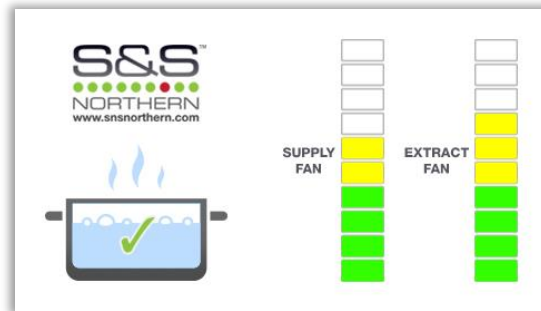 S&S™
NORTHERN
www.snsnorthern.com
SUPPLY
FAN
EXTRACT
FAN